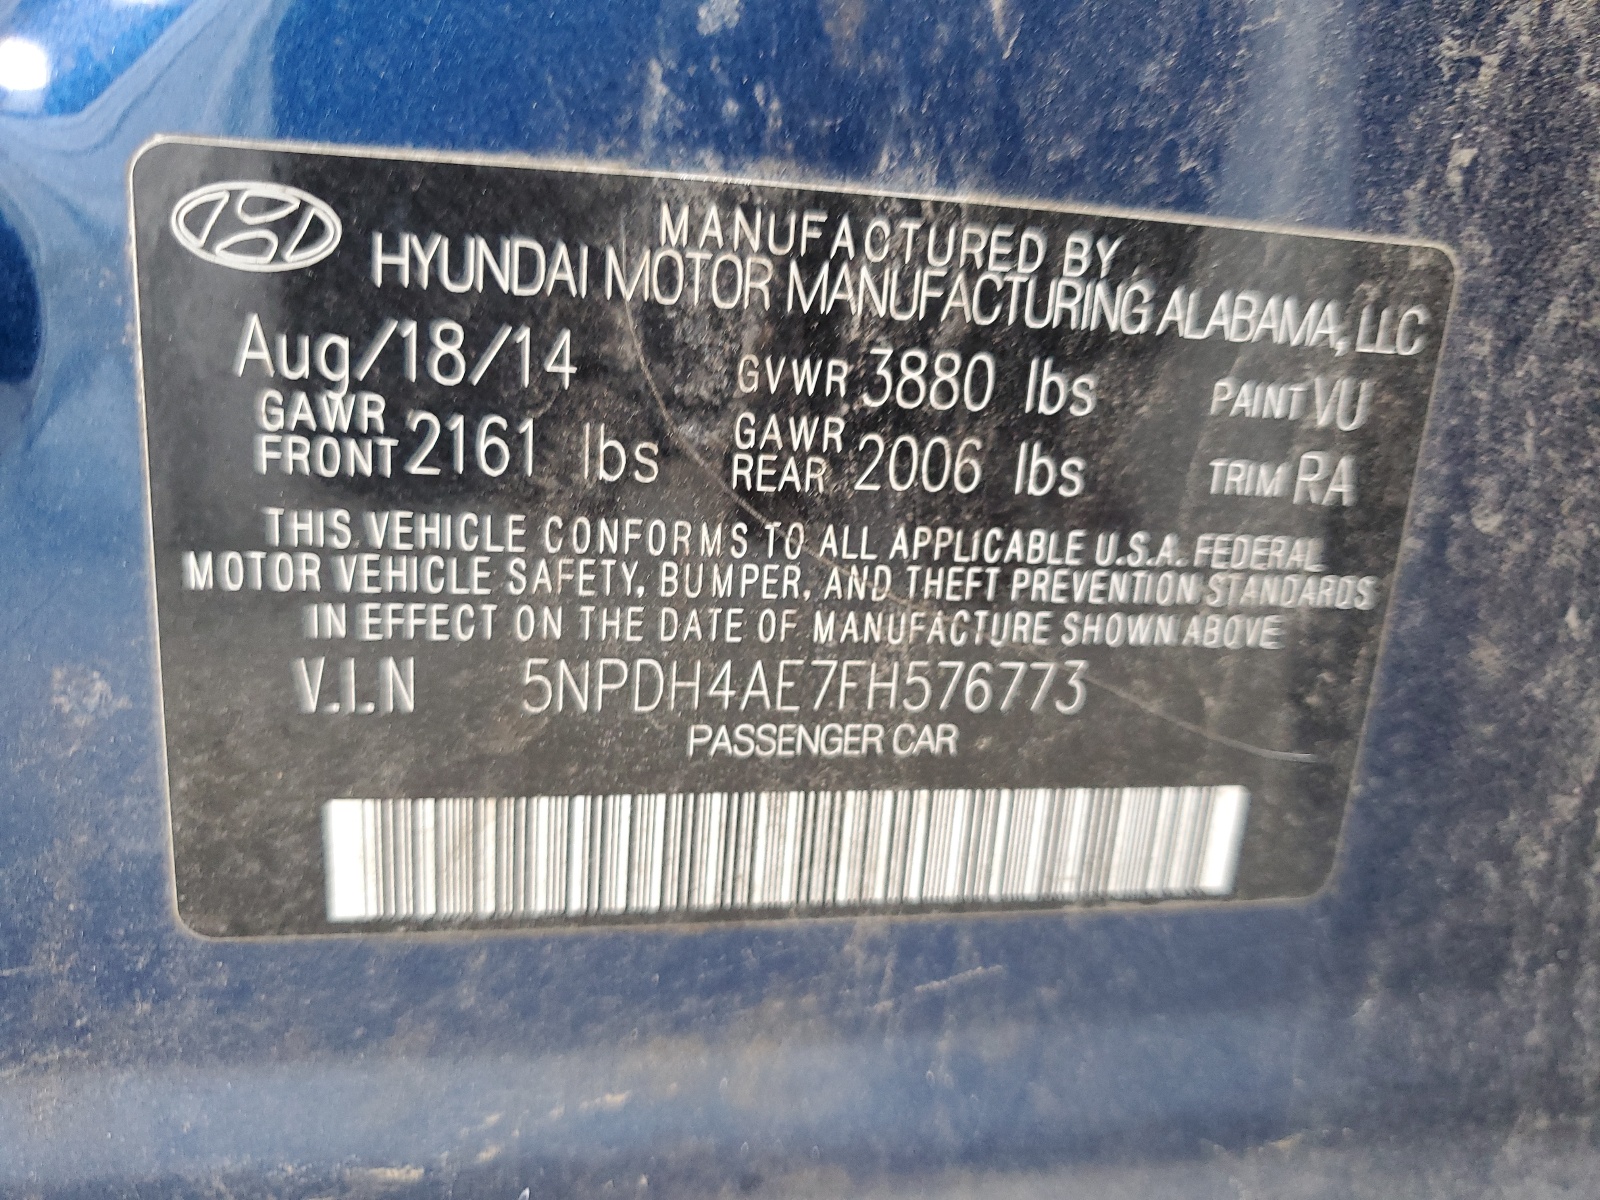 MANUFACTURED BY
HYUNDAI MOTOR MANUFACTURING ALABAMA, LLC
Aug/18/14 GVWR 3880 lbs PAINT VU
GAWR FRONT 2161 lbs GAWR REAR 2006 lbs TRIM RA
THIS VEHICLE CONFORMS TO ALL APPLICABLE U.S.A. FEDERAL
MOTOR VEHICLE SAFETY, BUMPER, AND THEFT PREVENTION STANDARDS
IN EFFECT ON THE DATE OF MANUFACTURE SHOWN ABOVE
V.I.N 5NPDH4AE7FH576773
PASSENGER CAR